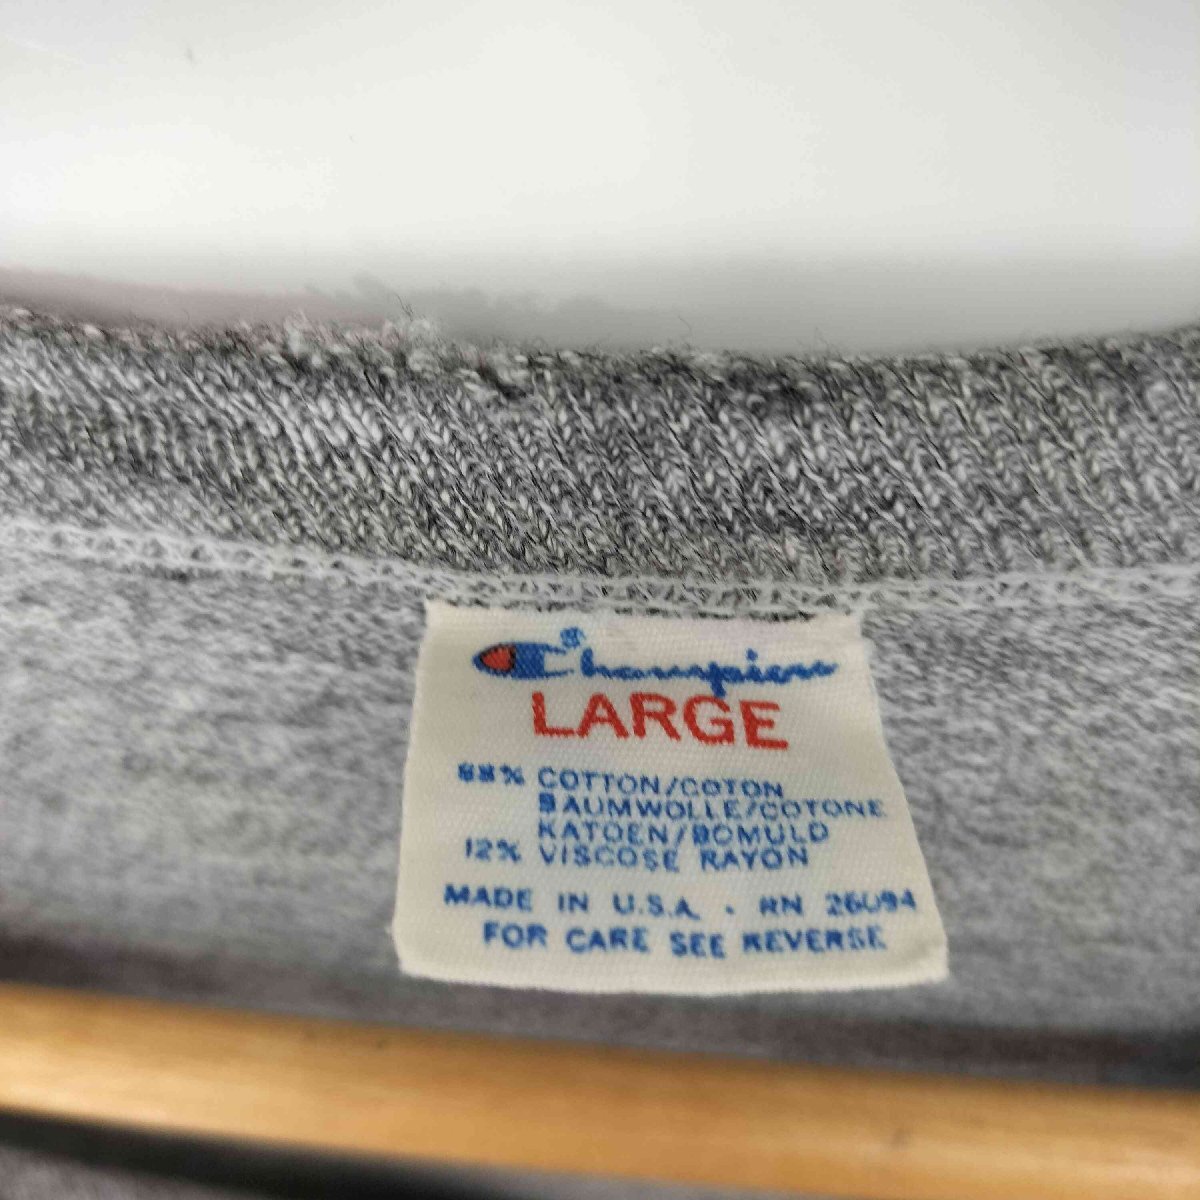 Champion®
LARGE
88% COTTON/COTON
BAUMWOLLE/COTONE
KATOEN/BOMULD
12% VISCOSE RAYON
MADE IN U.S.A. - RN 26094
FOR CARE SEE REVERSE